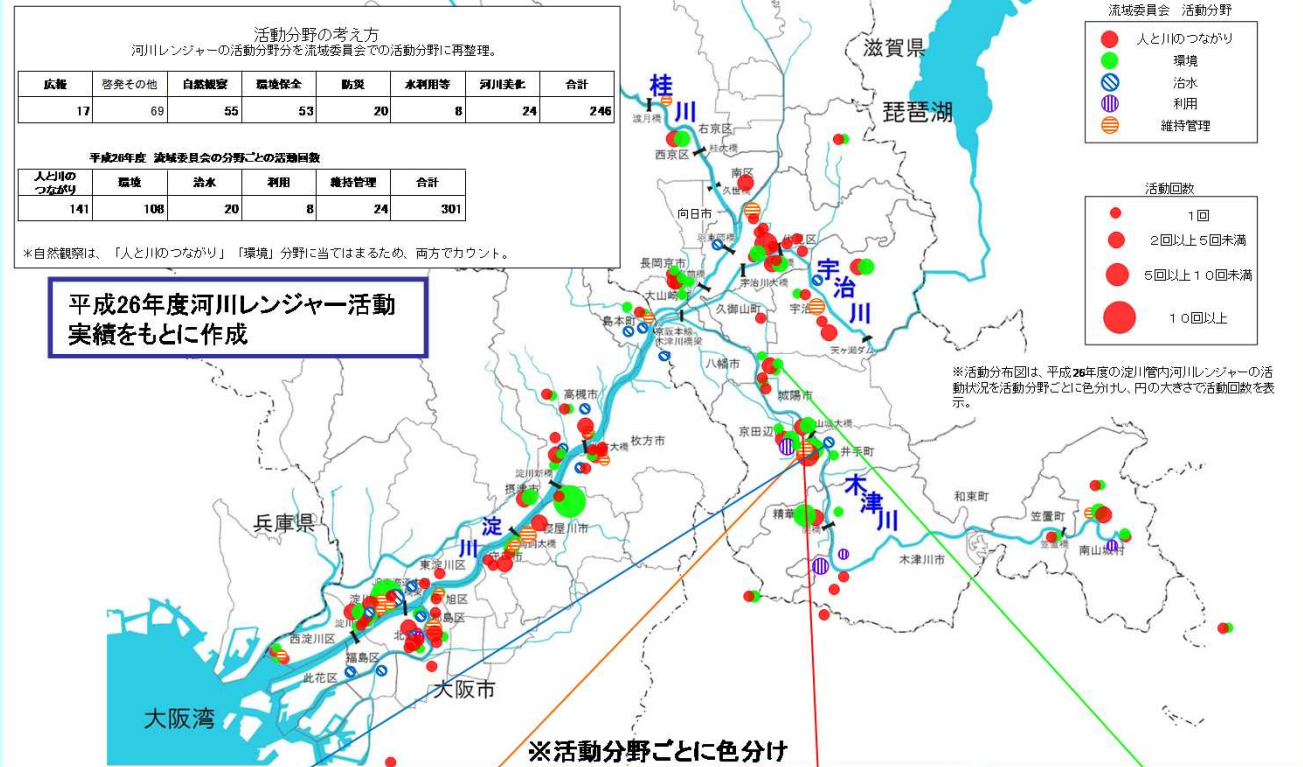 活動分野の考え方
河川レンジャーの活動分野分を流域委員会での活動分野に再整理。
広報 啓発その他 自然観察 環境保全 防災 水利用等 河川美化 合計
17 69 55 53 20 8 24 246
平成26年度 流域委員会の分野ごとの活動回数
人と川の
つながり 環境 治水 利用 維持管理 合計
141 108 20 8 24 301
※自然観察は、「人と川のつながり」「環境」分野に当てはまるため、両方でカウント。
平成26年度河川レンジャー活動
実績をもとに作成
流域委員会 活動分野
人と川のつながり
環境
治水
利用
維持管理
活動回数
1回
2回以上5回未満
5回以上10回未満
10回以上
※活動分布図は、平成26年度の淀川管内河川レンジャーの活
動状況を活動分野ごとに色分けし、円の大きさで活動回数を表
示。
滋賀県
琵琶湖
桂川
渡月橋
右京区
西京区
桂大橋
南区
久世橋
向日市
羽束師橋
長岡京市
大山崎町
宇治川大橋
宇治川
久御山町
宇治
天ヶ瀬ダム
島本町
京阪本線
木津川橋梁
八幡市
城陽市
高槻市
枚方市
京田辺
山城大橋
井手町
淀川新橋
摂津市
木津川
和東町
笠置町
精華
兵庫県
淀川
寝屋川市
笠置橋
南山城村
木津川市
守口市
東淀川区
旭区
西淀川区
福島区
此花区
大阪市
大阪湾
※活動分野ごとに色分け